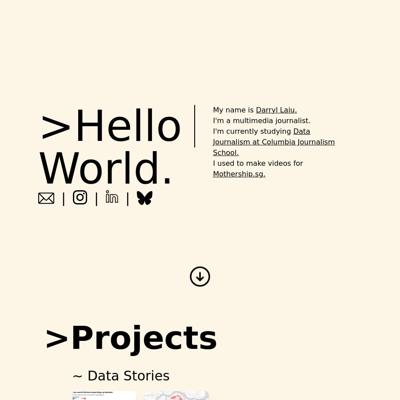 >Hello
World.
My name is Darryl Laiu.
I'm a multimedia journalist.
I'm currently studying Data
Journalism at Columbia Journalism
School.
I used to make videos for
Mothership.sg.
>Projects
~ Data Stories